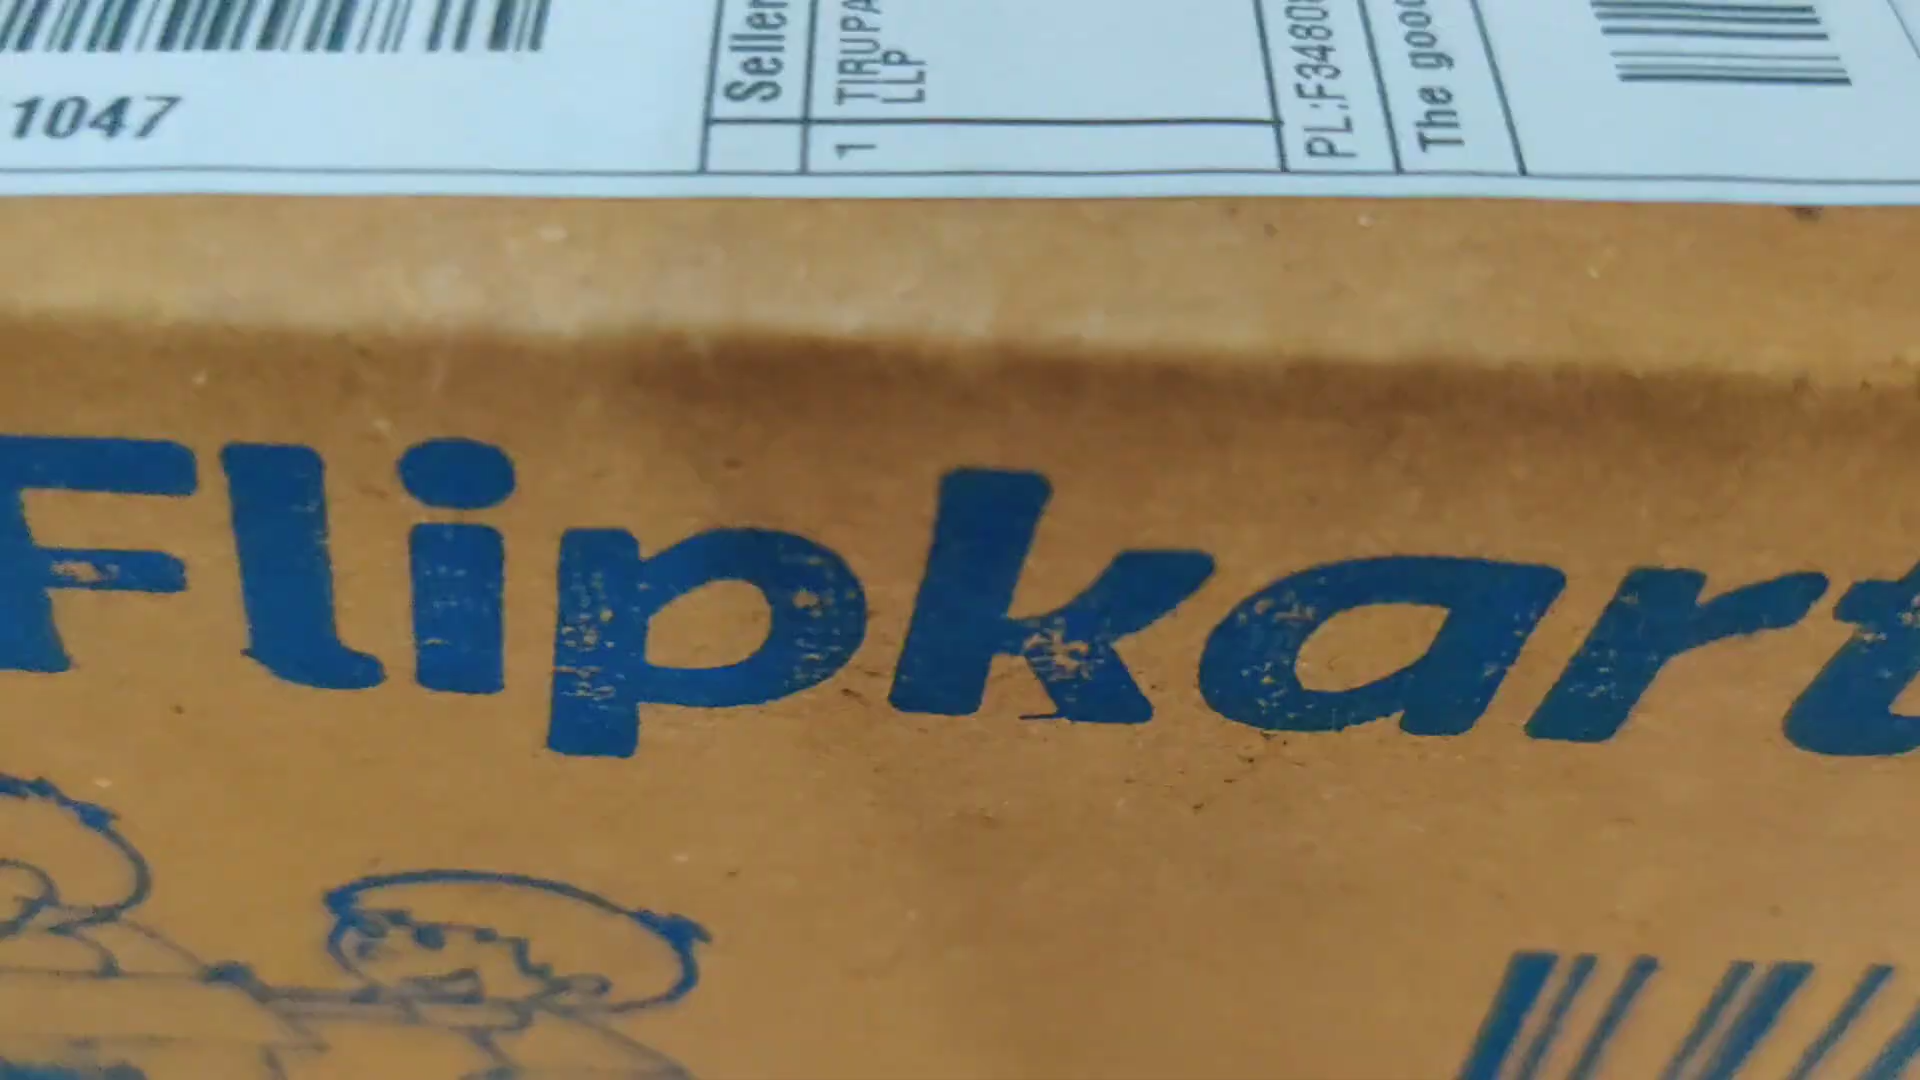 1047
Seller
1 TIRUPA
LLP
PL:F3480
The goo
Flipkart